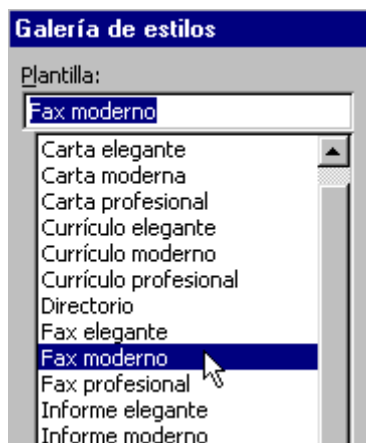 Galería de estilos
Plantilla:
Fax moderno
Carta elegante
Carta moderna
Carta profesional
Currículo elegante
Currículo moderno
Currículo profesional
Directorio
Fax elegante
Fax moderno
Fax profesional
Informe elegante
Informe moderno